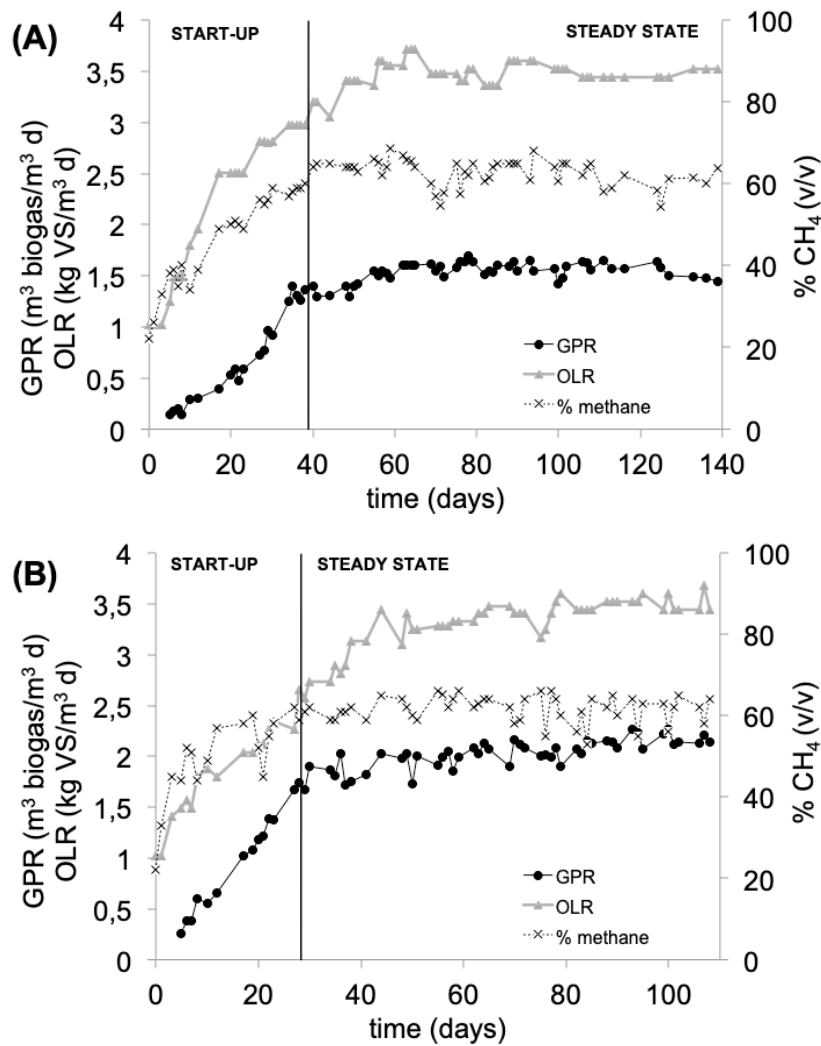 (A)
START-UP
STEADY STATE
GPR (m³ biogas/m³ d)
OLR (kg VS/m³ d)
4
3,5
3
2,5
2
1,5
1
0,5
0
100
80
60
40
20
0
% CH₄ (v/v)
GPR
OLR
% methane
0 20 40 60 80 100 120 140
time (days)
(B)
START-UP
STEADY STATE
GPR (m³ biogas/m³ d)
OLR (kg VS/m³ d)
4
3,5
3
2,5
2
1,5
1
0,5
0
100
80
60
40
20
0
% CH₄ (v/v)
GPR
OLR
% methane
0 20 40 60 80 100
time (days)